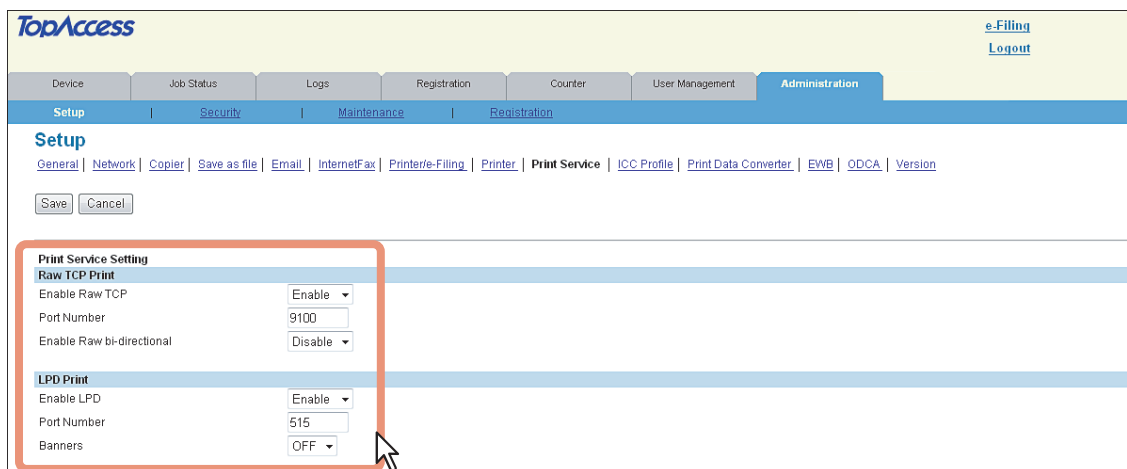 TopAccess
e-Filing
Logout
Device Job Status Logs Registration Counter User Management Administration
Setup | Security | Maintenance | Registration
Setup
General | Network | Copier | Save as file | Email | InternetFax | Printer/e-Filing | Printer | Print Service | ICC Profile | Print Data Converter | EWB | ODCA | Version
Save Cancel
Print Service Setting
Raw TCP Print
Enable Raw TCP Enable
Port Number 9100
Enable Raw bi-directional Disable
LPD Print
Enable LPD Enable
Port Number 515
Banners OFF